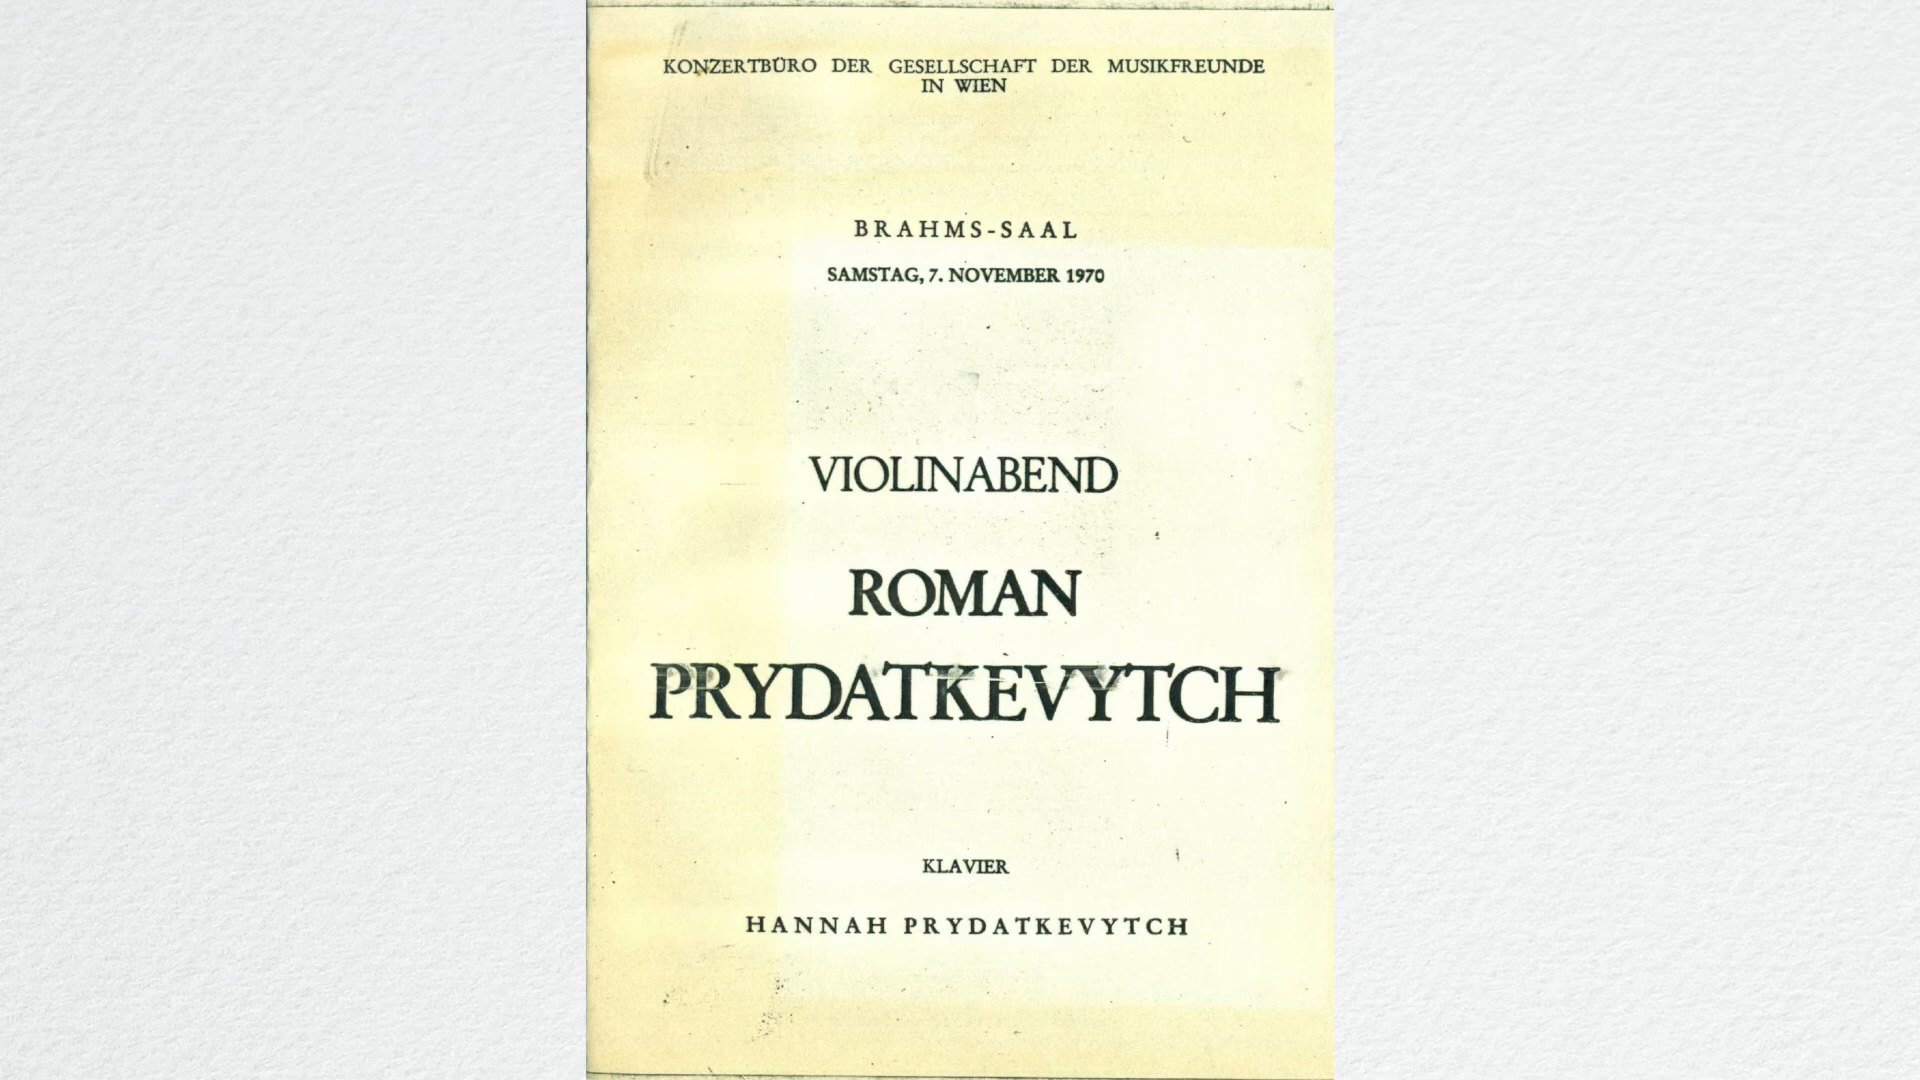 KONZERTBÜRO DER GESELLSCHAFT DER MUSIKFREUNDE
IN WIEN
BRAHMS-SAAL
SAMSTAG, 7. NOVEMBER 1970
VIOLINABEND
ROMAN
PRYDATKEVYTCH
KLAVIER
HANNAH PRYDATKEVYTCH